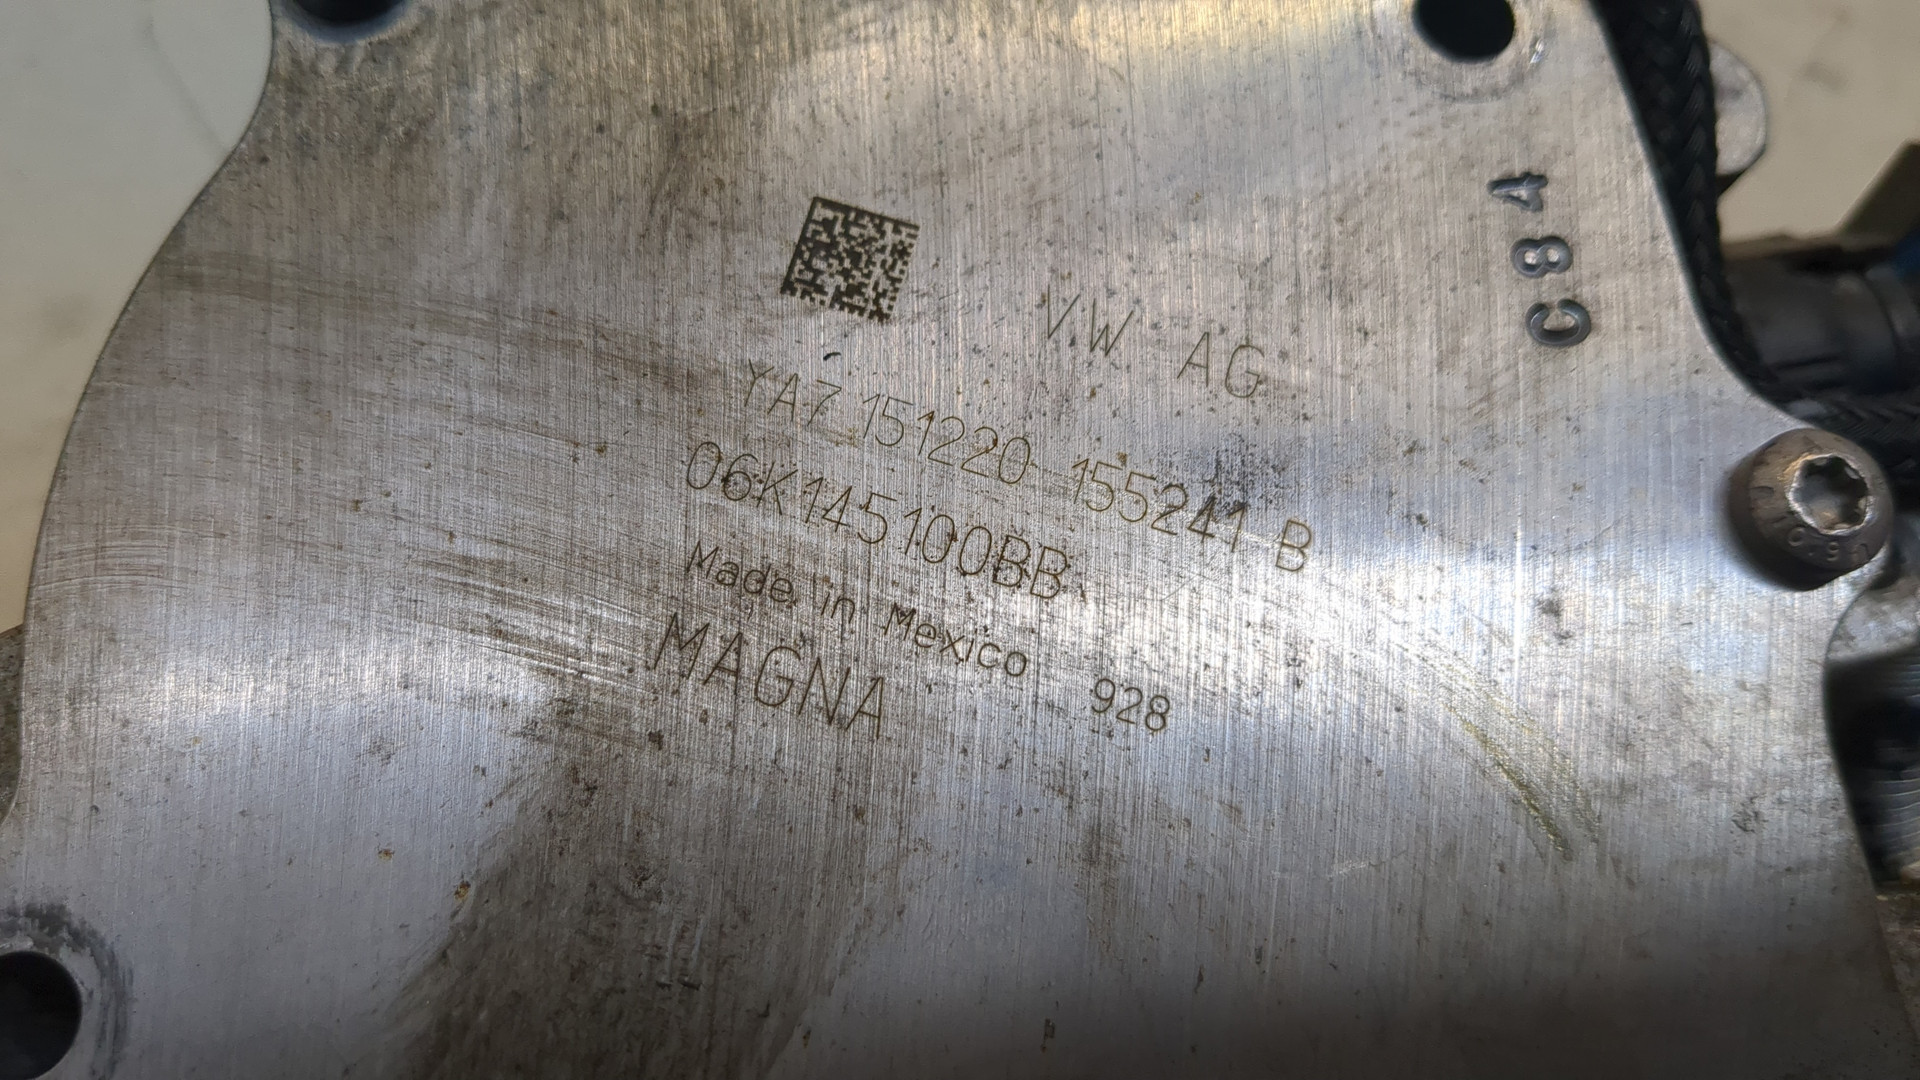 VW AG
YA7 151220 155241 B
06K145100BB
Made in Mexico 928
MAGNA
C84